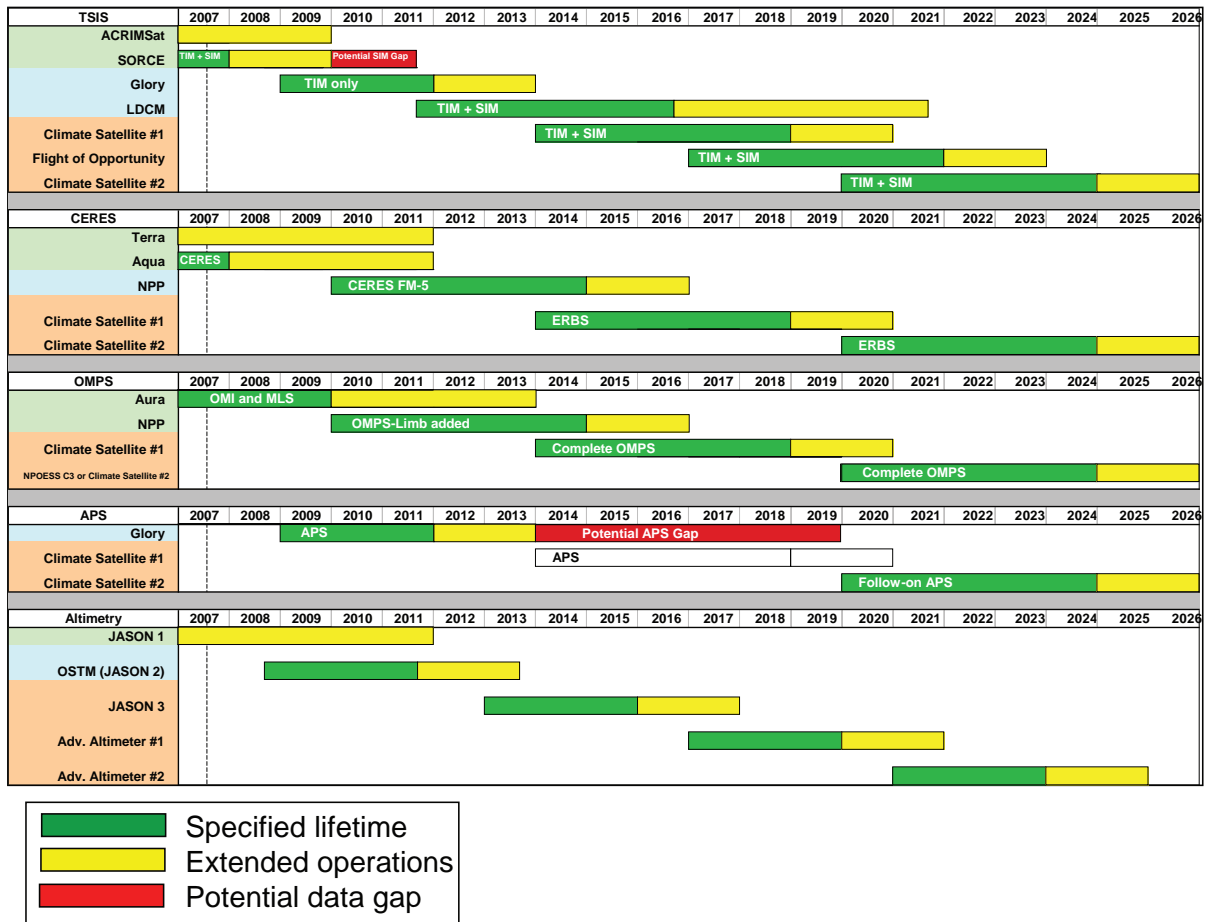 TSIS 2007 2008 2009 2010 2011 2012 2013 2014 2015 2016 2017 2018 2019 2020 2021 2022 2023 2024 2025 2026
ACRIMSat
SORCE TIM + SIM Potential SIM Gap
Glory TIM only
LDCM TIM + SIM
Climate Satellite #1 TIM + SIM
Flight of Opportunity TIM + SIM
Climate Satellite #2 TIM + SIM
CERES 2007 2008 2009 2010 2011 2012 2013 2014 2015 2016 2017 2018 2019 2020 2021 2022 2023 2024 2025 2026
Terra
Aqua CERES
NPP CERES FM-5
Climate Satellite #1 ERBS
Climate Satellite #2 ERBS
OMPS 2007 2008 2009 2010 2011 2012 2013 2014 2015 2016 2017 2018 2019 2020 2021 2022 2023 2024 2025 2026
Aura OMI and MLS
NPP OMPS-Limb added
Climate Satellite #1 Complete OMPS
NPOESS C3 or Climate Satellite #2 Complete OMPS
APS 2007 2008 2009 2010 2011 2012 2013 2014 2015 2016 2017 2018 2019 2020 2021 2022 2023 2024 2025 2026
Glory APS Potential APS Gap
Climate Satellite #1 APS
Climate Satellite #2 Follow-on APS
Altimetry 2007 2008 2009 2010 2011 2012 2013 2014 2015 2016 2017 2018 2019 2020 2021 2022 2023 2024 2025 2026
JASON 1
OSTM (JASON 2)
JASON 3
Adv. Altimeter #1
Adv. Altimeter #2
Specified lifetime
Extended operations
Potential data gap